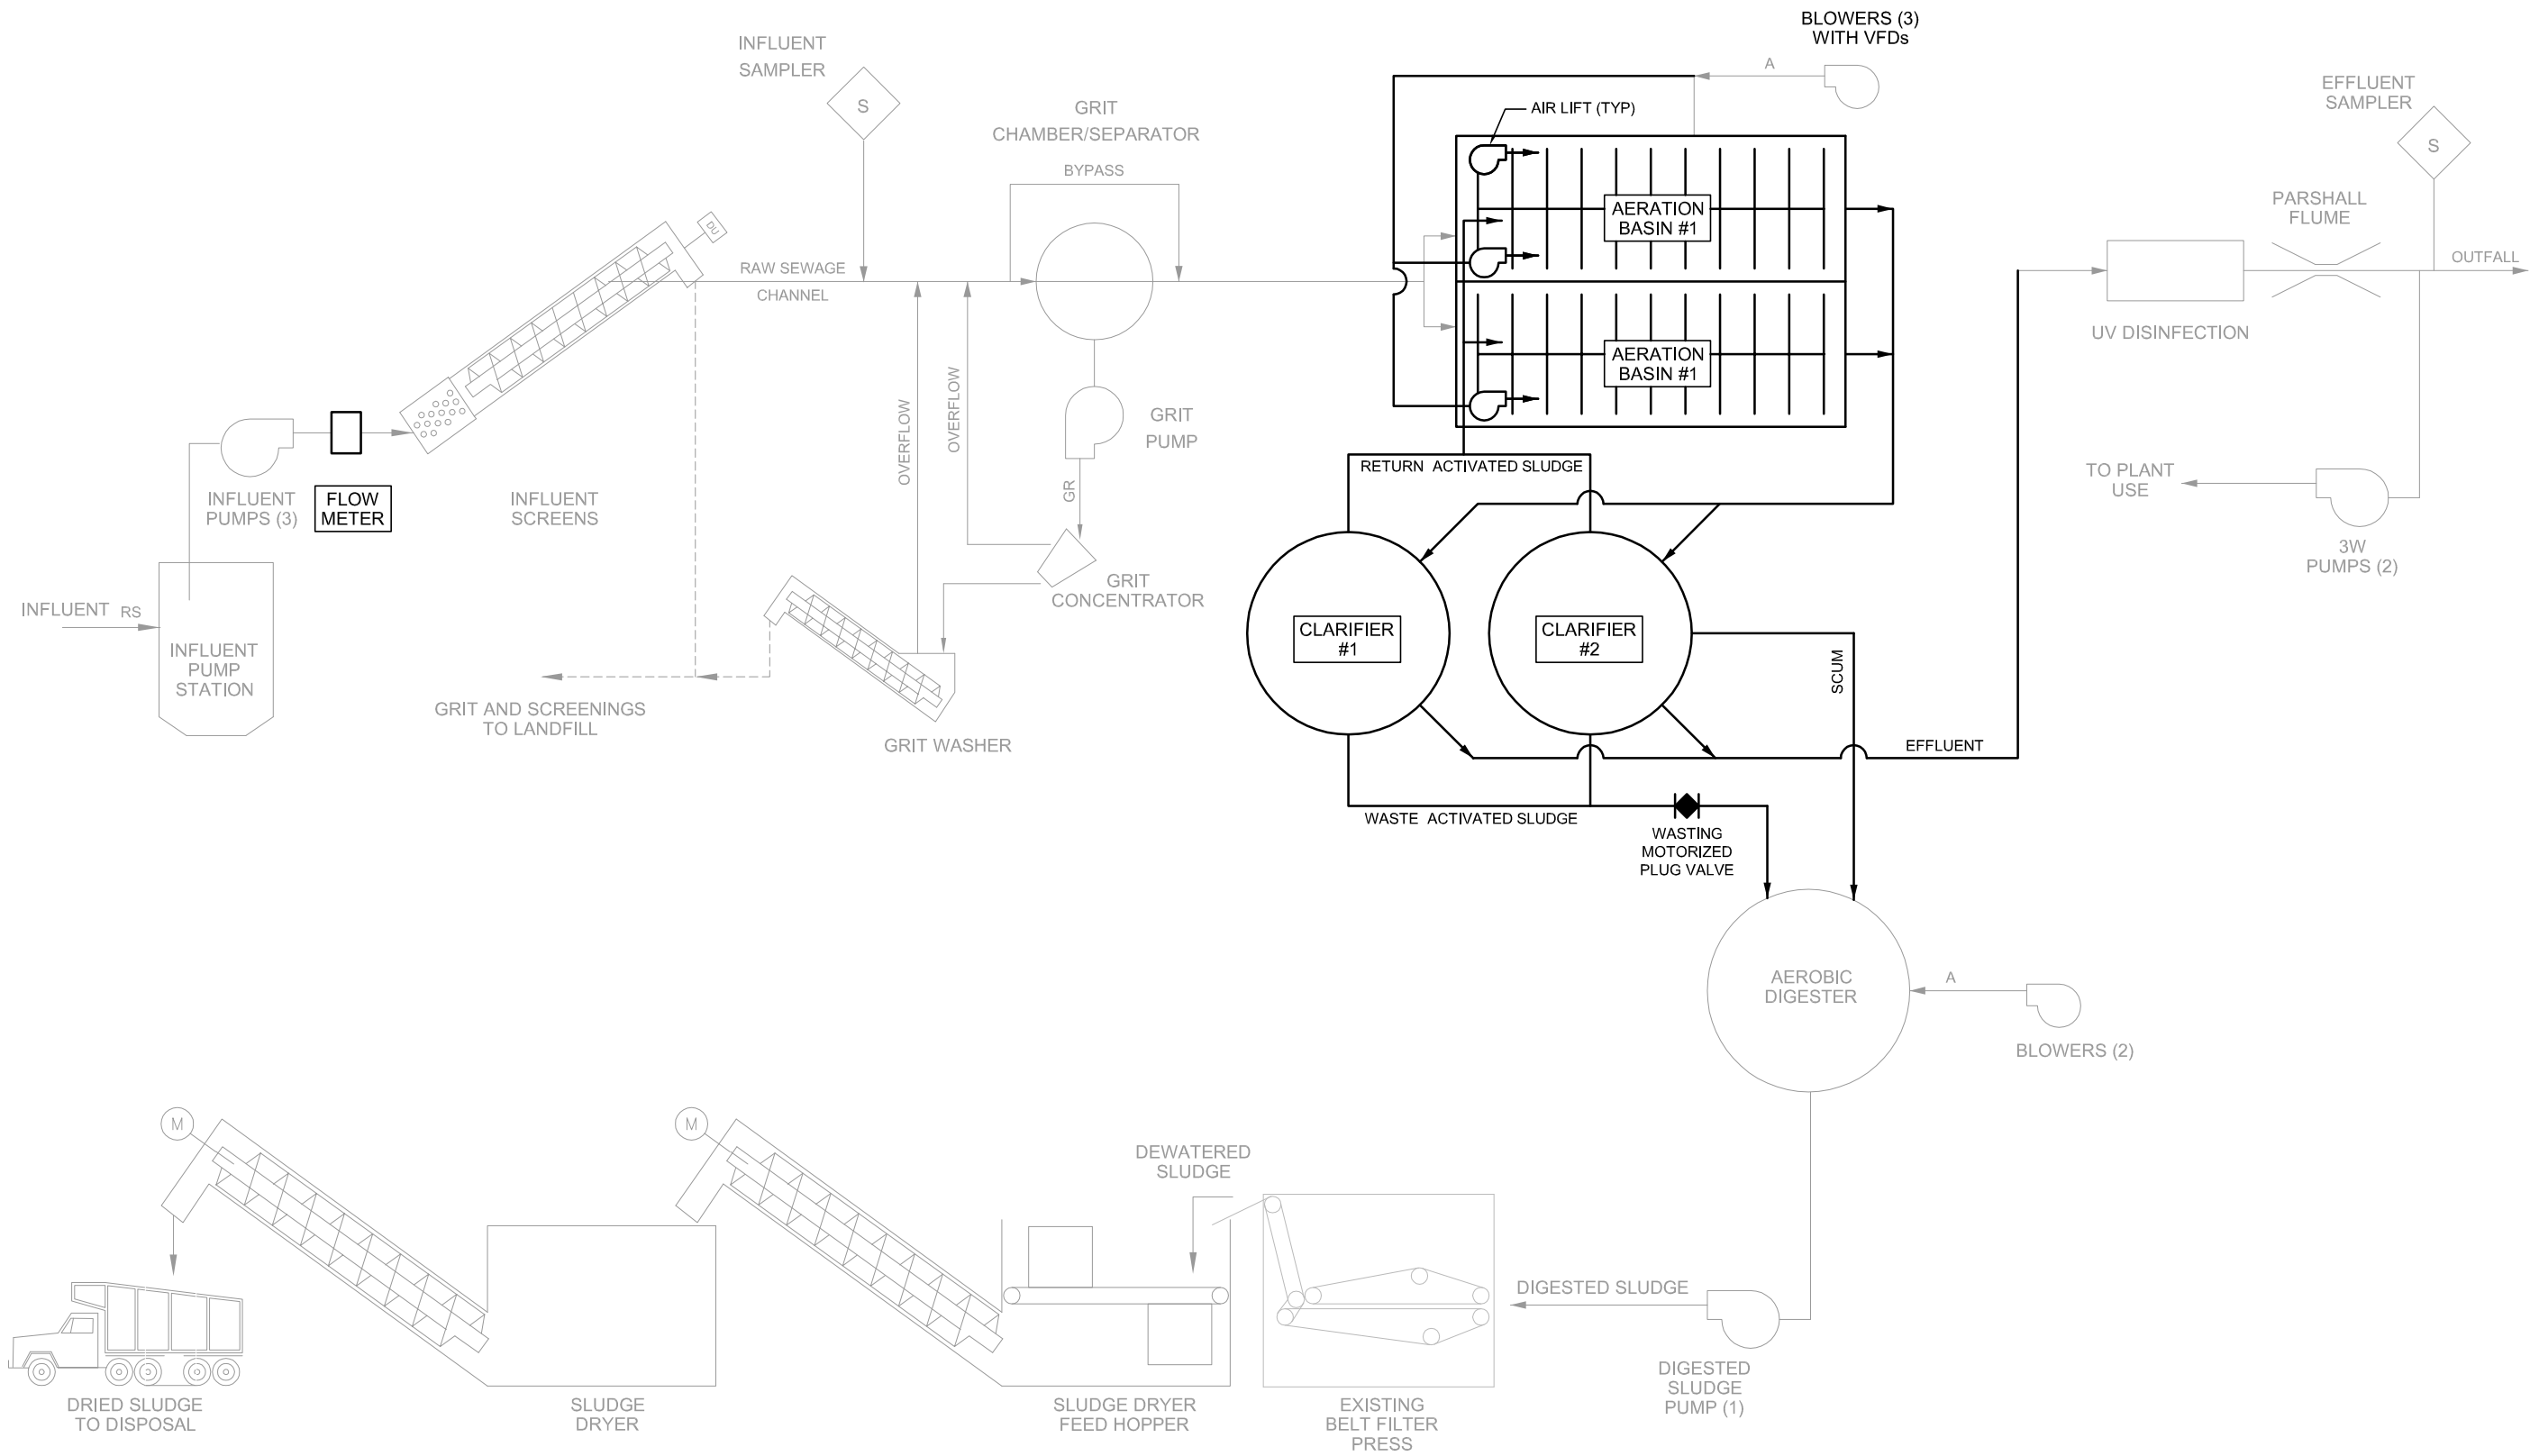 BLOWERS (3)
WITH VFDs
INFLUENT
SAMPLER
S
A
AIR LIFT (TYP)
EFFLUENT
SAMPLER
S
GRIT
CHAMBER/SEPARATOR
BYPASS
AERATION
BASIN #1
PARSHALL
FLUME
DU
RAW SEWAGE
CHANNEL
OUTFALL
UV DISINFECTION
AERATION
BASIN #1
OVERFLOW
OVERFLOW
GRIT
PUMP
GR
RETURN ACTIVATED SLUDGE
TO PLANT
USE
INFLUENT
PUMPS (3)
FLOW
METER
INFLUENT
SCREENS
3W
PUMPS (2)
GRIT
CONCENTRATOR
INFLUENT RS
INFLUENT
PUMP
STATION
CLARIFIER
#1
CLARIFIER
#2
SCUM
GRIT AND SCREENINGS
TO LANDFILL
GRIT WASHER
EFFLUENT
WASTE ACTIVATED SLUDGE
WASTING
MOTORIZED
PLUG VALVE
AEROBIC
DIGESTER
A
BLOWERS (2)
M
M
DEWATERED
SLUDGE
DIGESTED SLUDGE
DIGESTED
SLUDGE
PUMP (1)
DRIED SLUDGE
TO DISPOSAL
SLUDGE
DRYER
SLUDGE DRYER
FEED HOPPER
EXISTING
BELT FILTER
PRESS